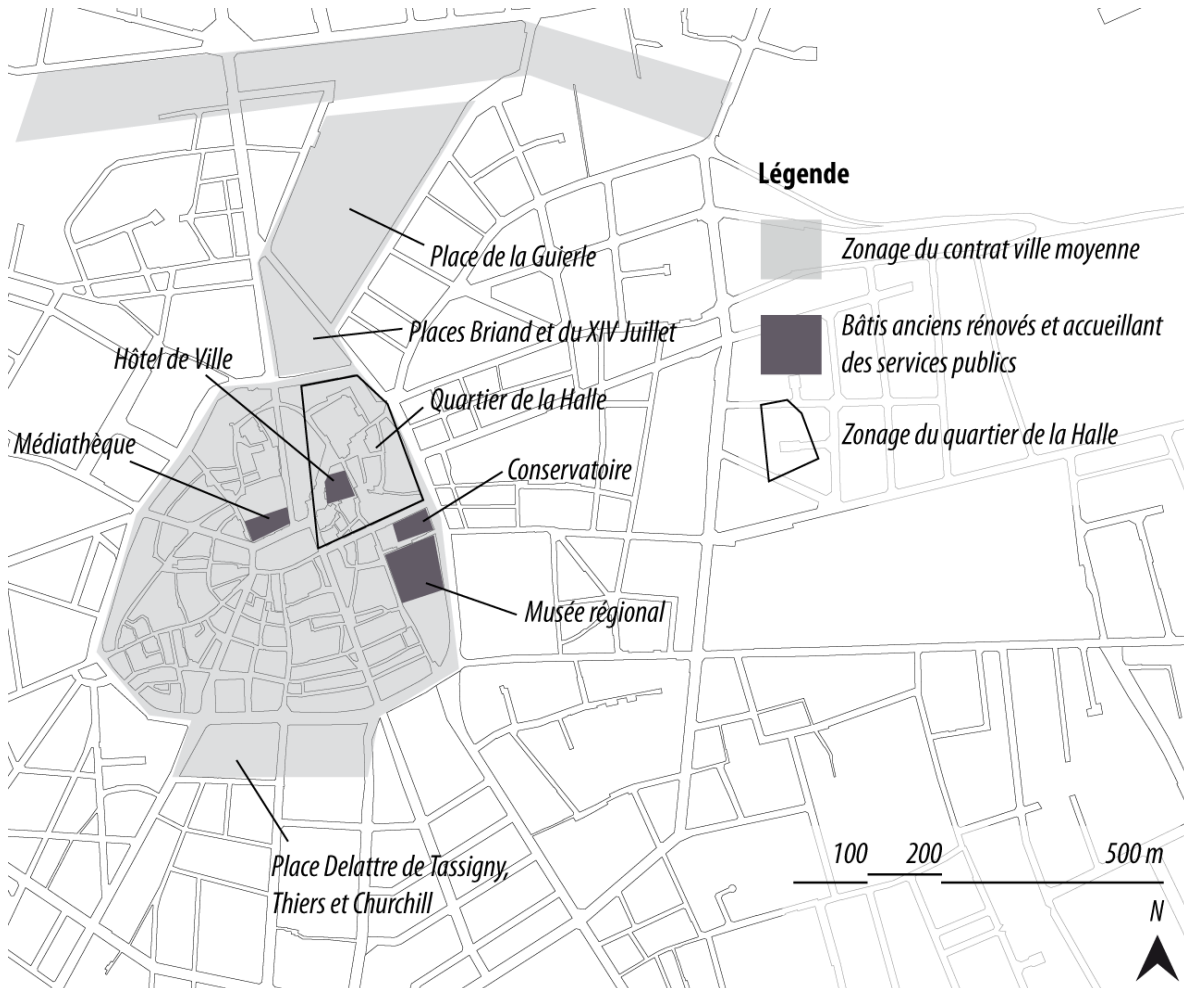 Légende
Zonage du contrat ville moyenne
Bâtis anciens rénovés et accueillant
des services publics
Zonage du quartier de la Halle
Place de la Guierle
Places Briand et du XIV Juillet
Hôtel de Ville
Quartier de la Halle
Médiathèque
Conservatoire
Musée régional
Place Delattre de Tassigny,
Thiers et Churchill
100 200 500 m
N